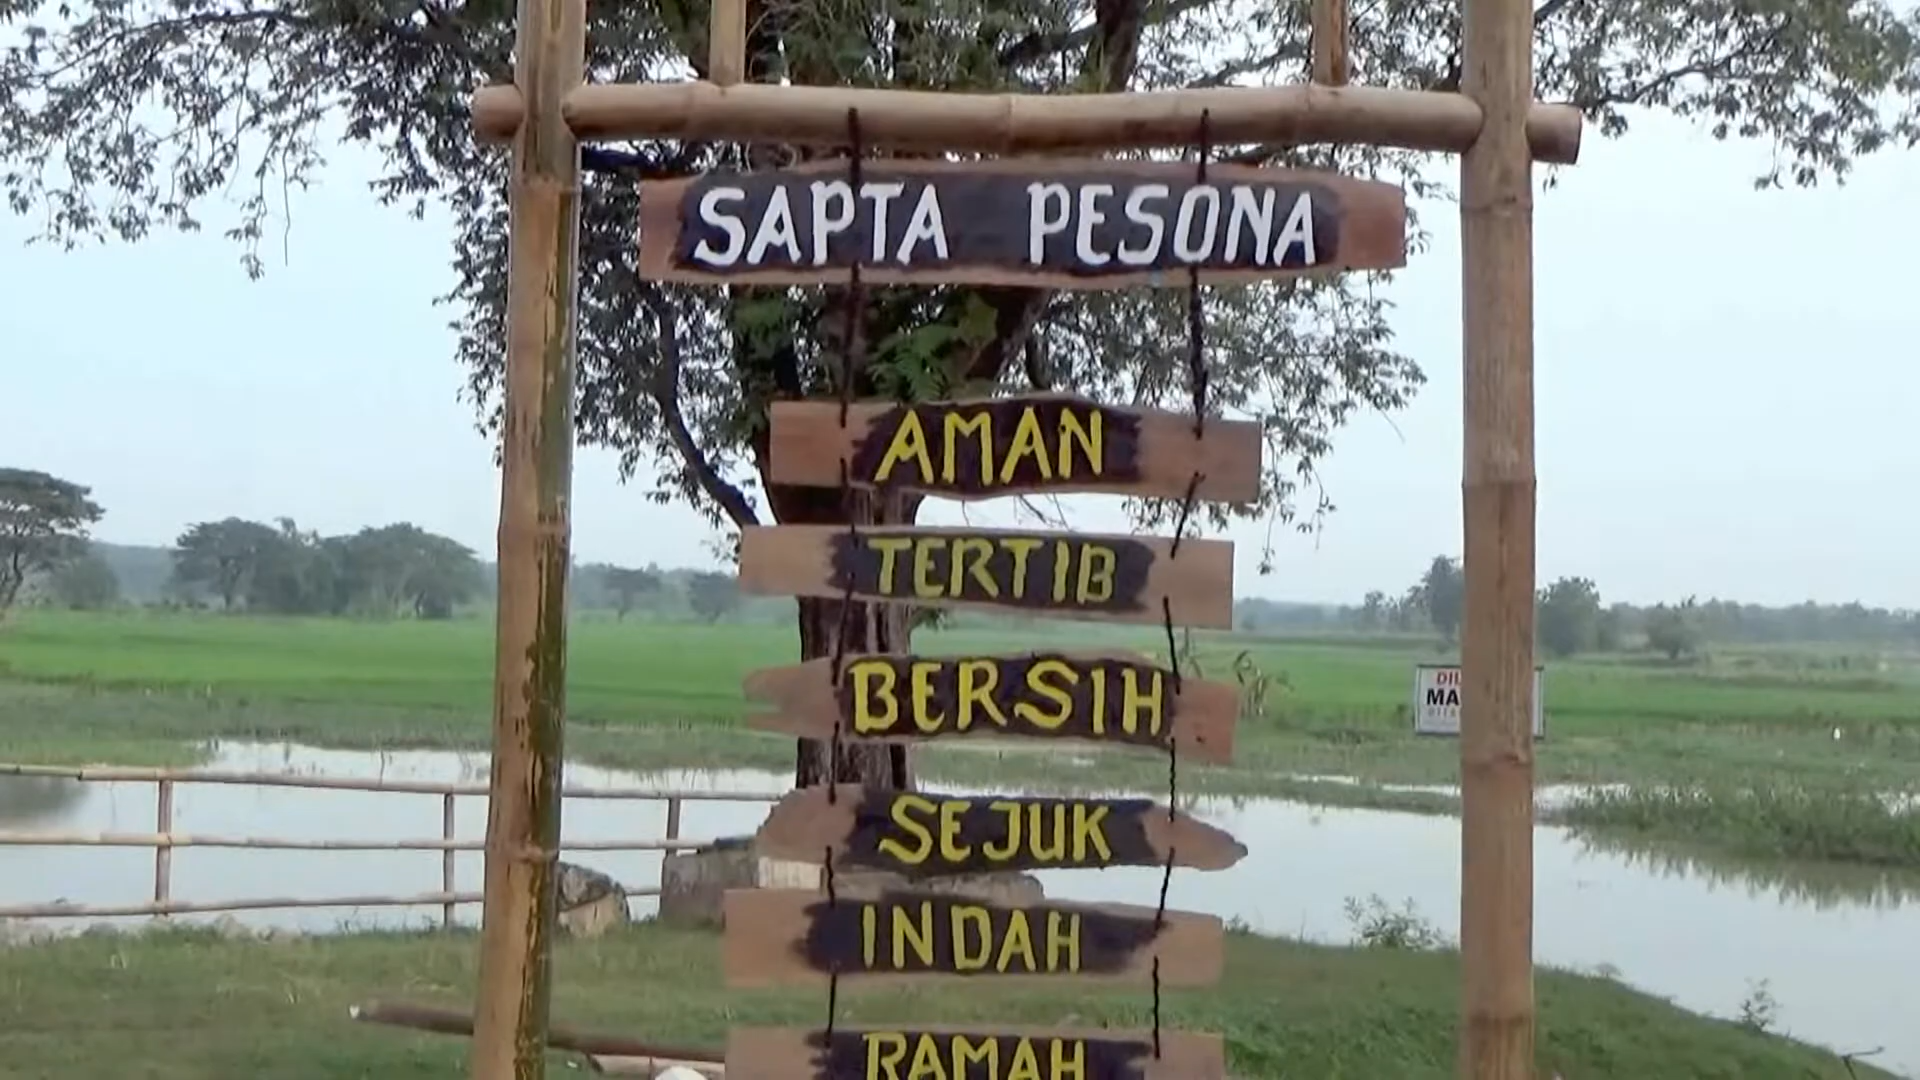 SAPTA PESONA
AMAN
TERTIB
BERSIH
SEJUK
INDAH
RAMAH